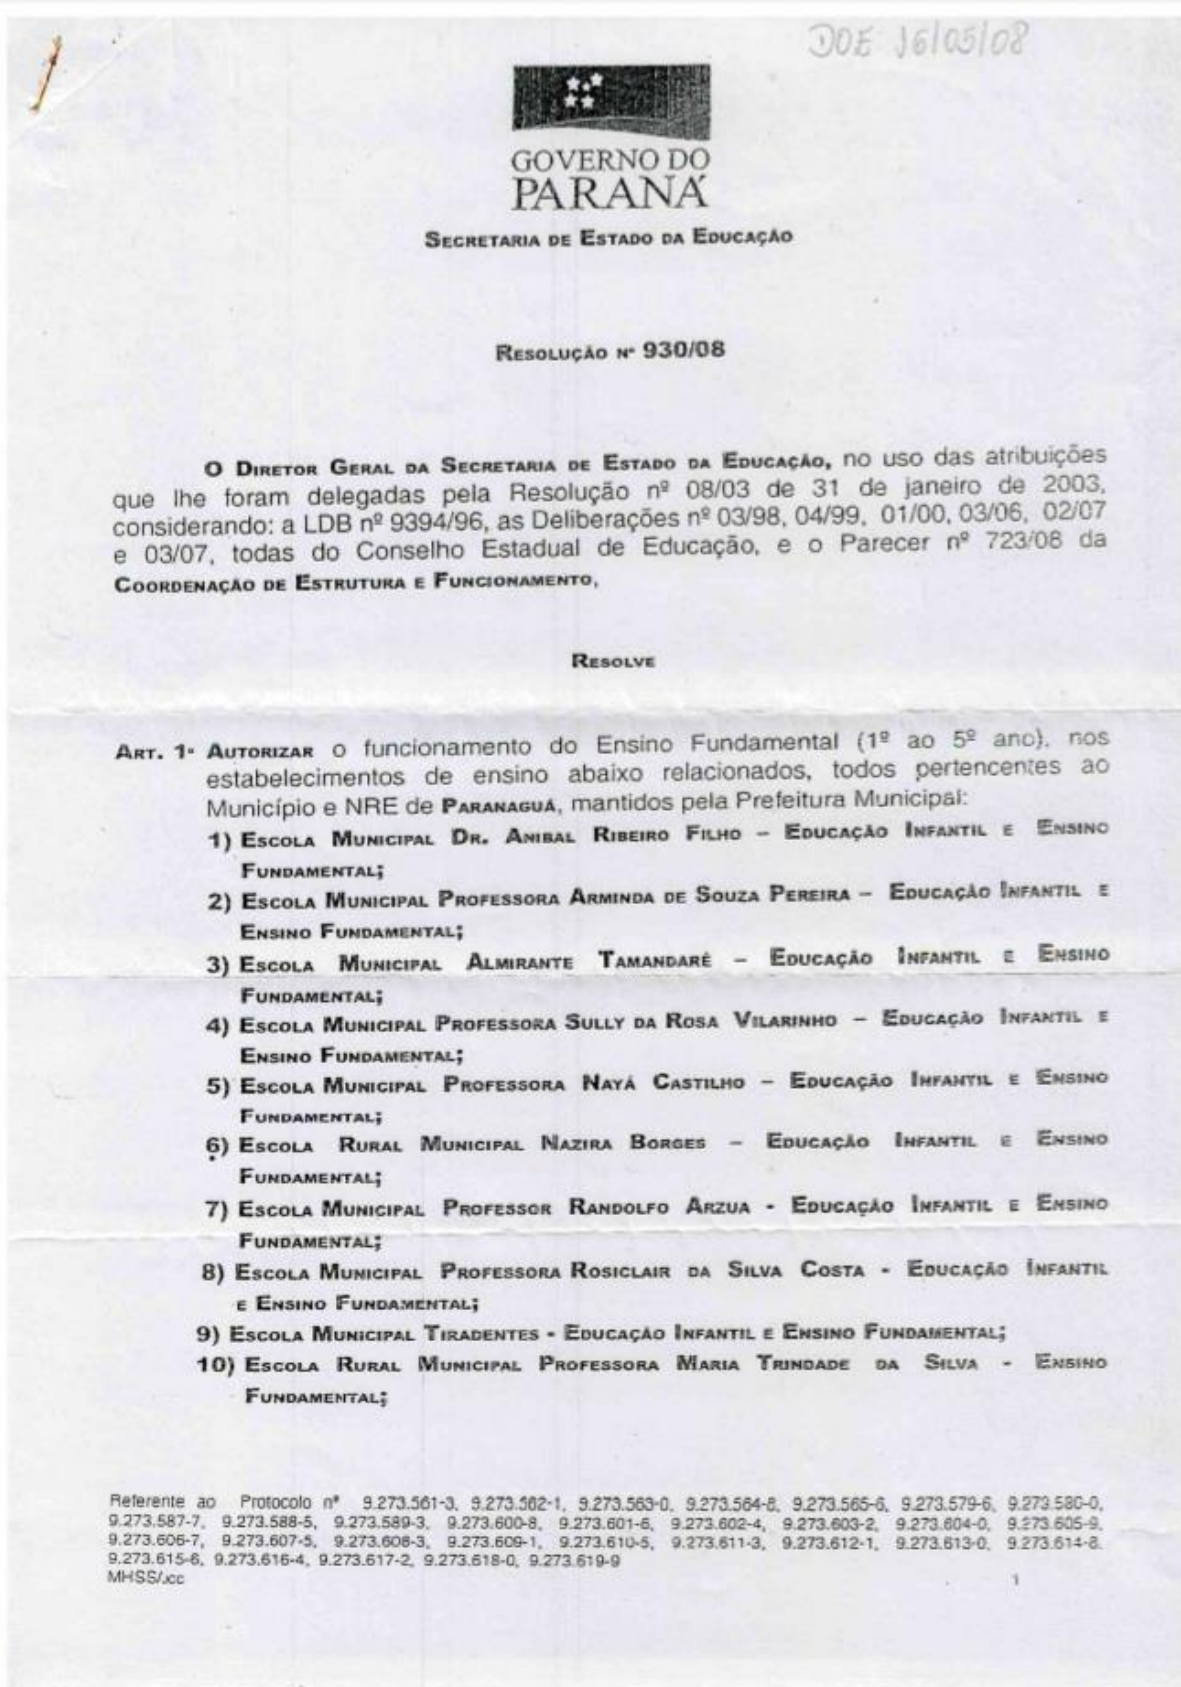 DOE 16/05/08
GOVERNO DO
PARANÁ
SECRETARIA DE ESTADO DA EDUCAÇÃO
RESOLUÇÃO Nº 930/08
O DIRETOR GERAL DA SECRETARIA DE ESTADO DA EDUCAÇÃO, no uso das atribuições
que lhe foram delegadas pela Resolução nº 08/03 de 31 de janeiro de 2003,
considerando: a LDB nº 9394/96, as Deliberações nº 03/98, 04/99, 01/00, 03/06, 02/07
e 03/07, todas do Conselho Estadual de Educação, e o Parecer nº 723/08 da
COORDENAÇÃO DE ESTRUTURA E FUNCIONAMENTO,
RESOLVE
ART. 1º AUTORIZAR o funcionamento do Ensino Fundamental (1º ao 5º ano), nos
estabelecimentos de ensino abaixo relacionados, todos pertencentes ao
Município e NRE de PARANAGUÁ, mantidos pela Prefeitura Municipal:
1) ESCOLA MUNICIPAL DR. ANIBAL RIBEIRO FILHO – EDUCAÇÃO INFANTIL E ENSINO
FUNDAMENTAL;
2) ESCOLA MUNICIPAL PROFESSORA ARMINDA DE SOUZA PEREIRA – EDUCAÇÃO INFANTIL E
ENSINO FUNDAMENTAL;
3) ESCOLA MUNICIPAL ALMIRANTE TAMANDARÉ – EDUCAÇÃO INFANTIL E ENSINO
FUNDAMENTAL;
4) ESCOLA MUNICIPAL PROFESSORA SULLY DA ROSA VILARINHO – EDUCAÇÃO INFANTIL E
ENSINO FUNDAMENTAL;
5) ESCOLA MUNICIPAL PROFESSORA NAYÁ CASTILHO – EDUCAÇÃO INFANTIL E ENSINO
FUNDAMENTAL;
6) ESCOLA RURAL MUNICIPAL NAZIRA BORGES – EDUCAÇÃO INFANTIL E ENSINO
FUNDAMENTAL;
7) ESCOLA MUNICIPAL PROFESSOR RANDOLFO ARZUA - EDUCAÇÃO INFANTIL E ENSINO
FUNDAMENTAL;
8) ESCOLA MUNICIPAL PROFESSORA ROSICLAIR DA SILVA COSTA - EDUCAÇÃO INFANTIL
E ENSINO FUNDAMENTAL;
9) ESCOLA MUNICIPAL TIRADENTES - EDUCAÇÃO INFANTIL E ENSINO FUNDAMENTAL;
10) ESCOLA RURAL MUNICIPAL PROFESSORA MARIA TRINDADE DA SILVA - ENSINO
FUNDAMENTAL;
Referente ao Protocolo nº 9.273.561-3, 9.273.562-1, 9.273.563-0, 9.273.564-8, 9.273.565-6, 9.273.579-6, 9.273.580-0,
9.273.587-7, 9.273.588-5, 9.273.589-3, 9.273.600-8, 9.273.601-6, 9.273.602-4, 9.273.603-2, 9.273.604-0, 9.273.605-9,
9.273.606-7, 9.273.607-5, 9.273.608-3, 9.273.609-1, 9.273.610-5, 9.273.611-3, 9.273.612-1, 9.273.613-0, 9.273.614-8,
9.273.615-6, 9.273.616-4, 9.273.617-2, 9.273.618-0, 9.273.619-9
1